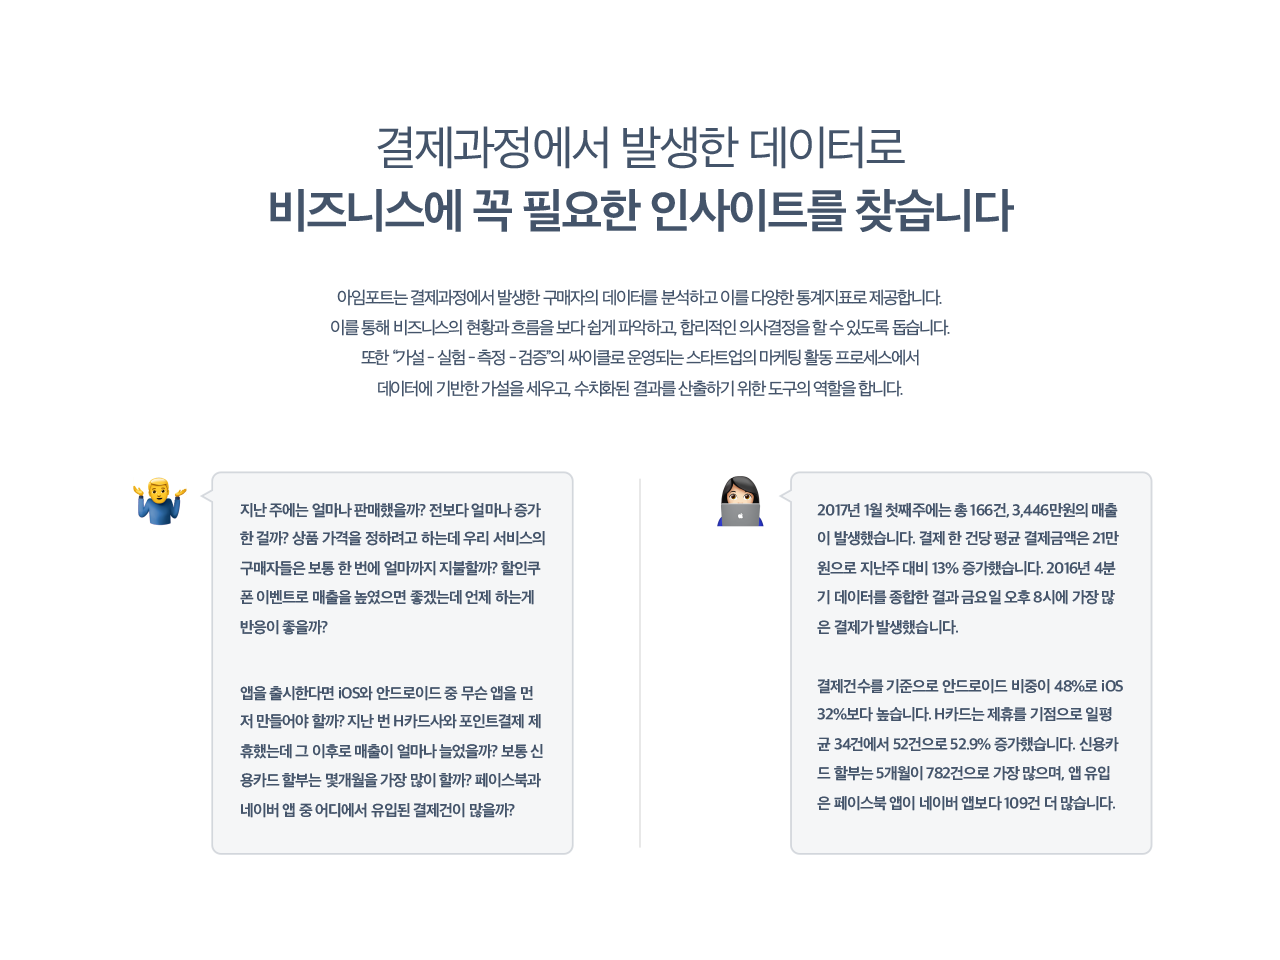 결제과정에서 발생한 데이터로
비즈니스에 꼭 필요한 인사이트를 찾습니다
아임포트는 결제과정에서 발생한 구매자의 데이터를 분석하고 이를 다양한 통계지표로 제공합니다.
이를 통해 비즈니스의 현황과 흐름을 보다 쉽게 파악하고, 합리적인 의사결정을 할 수 있도록 돕습니다.
또한 “가설 - 실험 - 측정 - 검증”의 싸이클로 운영되는 스타트업의 마케팅 활동 프로세스에서
데이터에 기반한 가설을 세우고, 수치화된 결과를 산출하기 위한 도구의 역할을 합니다.
지난 주에는 얼마나 판매했을까? 전보다 얼마나 증가
한 걸까? 상품 가격을 정하려고 하는데 우리 서비스의
구매자들은 보통 한 번에 얼마까지 지불할까? 할인쿠
폰 이벤트로 매출을 높였으면 좋겠는데 언제 하는게
반응이 좋을까?
앱을 출시한다면 iOS와 안드로이드 중 무슨 앱을 먼
저 만들어야 할까? 지난 번 H카드사와 포인트결제 제
휴했는데 그 이후로 매출이 얼마나 늘었을까? 보통 신
용카드 할부는 몇개월을 가장 많이 할까? 페이스북과
네이버 앱 중 어디에서 유입된 결제건이 많을까?
2017년 1월 첫째주에는 총 166건, 3,446만원의 매출
이 발생했습니다. 결제 한 건당 평균 결제금액은 21만
원으로 지난주 대비 13% 증가했습니다. 2016년 4분
기 데이터를 종합한 결과 금요일 오후 8시에 가장 많
은 결제가 발생했습니다.
결제건수를 기준으로 안드로이드 비중이 48%로 iOS
32%보다 높습니다. H카드는 제휴를 기점으로 일평
균 34건에서 52건으로 52.9% 증가했습니다. 신용카
드 할부는 5개월이 782건으로 가장 많으며, 앱 유입
은 페이스북 앱이 네이버 앱보다 109건 더 많습니다.